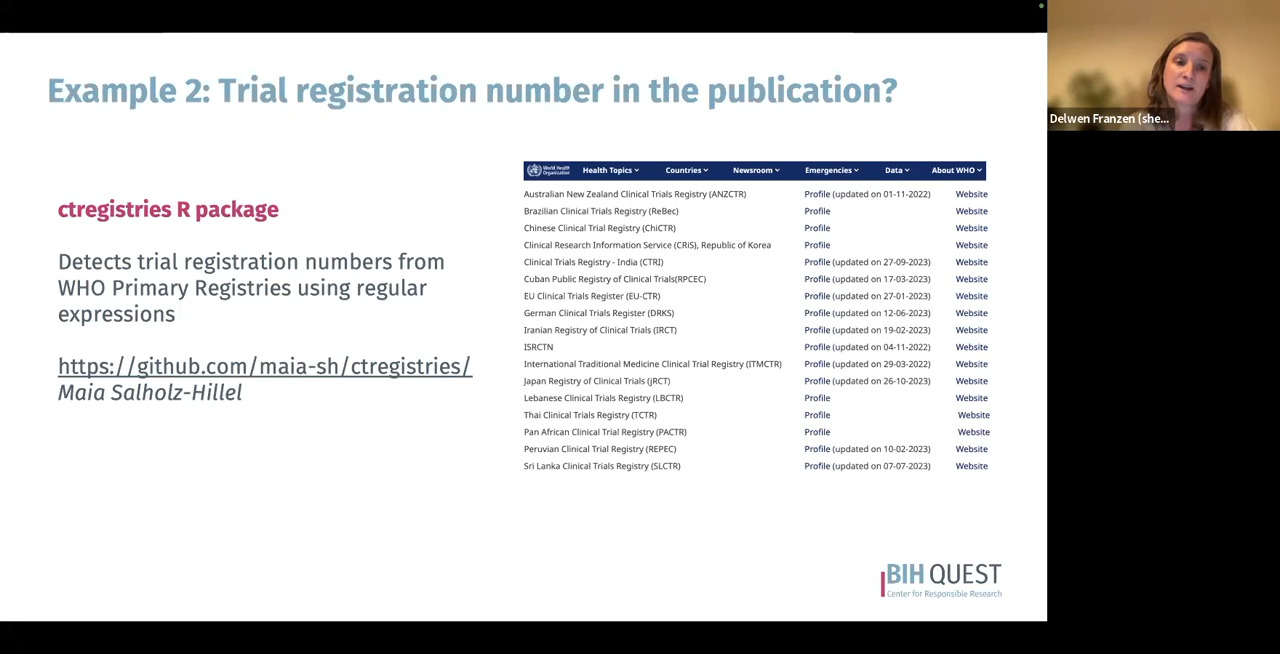 Example 2: Trial registration number in the publication?
ctregistries R package
Detects trial registration numbers from
WHO Primary Registries using regular
expressions
https://github.com/maia-sh/ctregistries/
Maia Salholz-Hillel
World Health
Organization
Health Topics Countries Newsroom Emergencies Data About WHO
Australian New Zealand Clinical Trials Registry (ANZCTR) Profile (updated on 01-11-2022) Website
Brazilian Clinical Trials Registry (ReBec) Profile Website
Chinese Clinical Trial Registry (ChiCTR) Profile Website
Clinical Research Information Service (CRiS), Republic of Korea Profile Website
Clinical Trials Registry - India (CTRI) Profile (updated on 27-09-2023) Website
Cuban Public Registry of Clinical Trials(RPCEC) Profile (updated on 17-03-2023) Website
EU Clinical Trials Register (EU-CTR) Profile (updated on 27-01-2023) Website
German Clinical Trials Register (DRKS) Profile (updated on 12-06-2023) Website
Iranian Registry of Clinical Trials (IRCT) Profile (updated on 19-02-2023) Website
ISRCTN Profile (updated on 04-11-2022) Website
International Traditional Medicine Clinical Trial Registry (ITMCTR) Profile (updated on 29-03-2022) Website
Japan Registry of Clinical Trials (jRCT) Profile (updated on 26-10-2023) Website
Lebanese Clinical Trials Registry (LBCTR) Profile Website
Thai Clinical Trials Registry (TCTR) Profile Website
Pan African Clinical Trial Registry (PACTR) Profile Website
Peruvian Clinical Trial Registry (REPEC) Profile (updated on 10-02-2023) Website
Sri Lanka Clinical Trials Registry (SLCTR) Profile (updated on 07-07-2023) Website
BIH QUEST
Center for Responsible Research
Delwen Franzen (she...